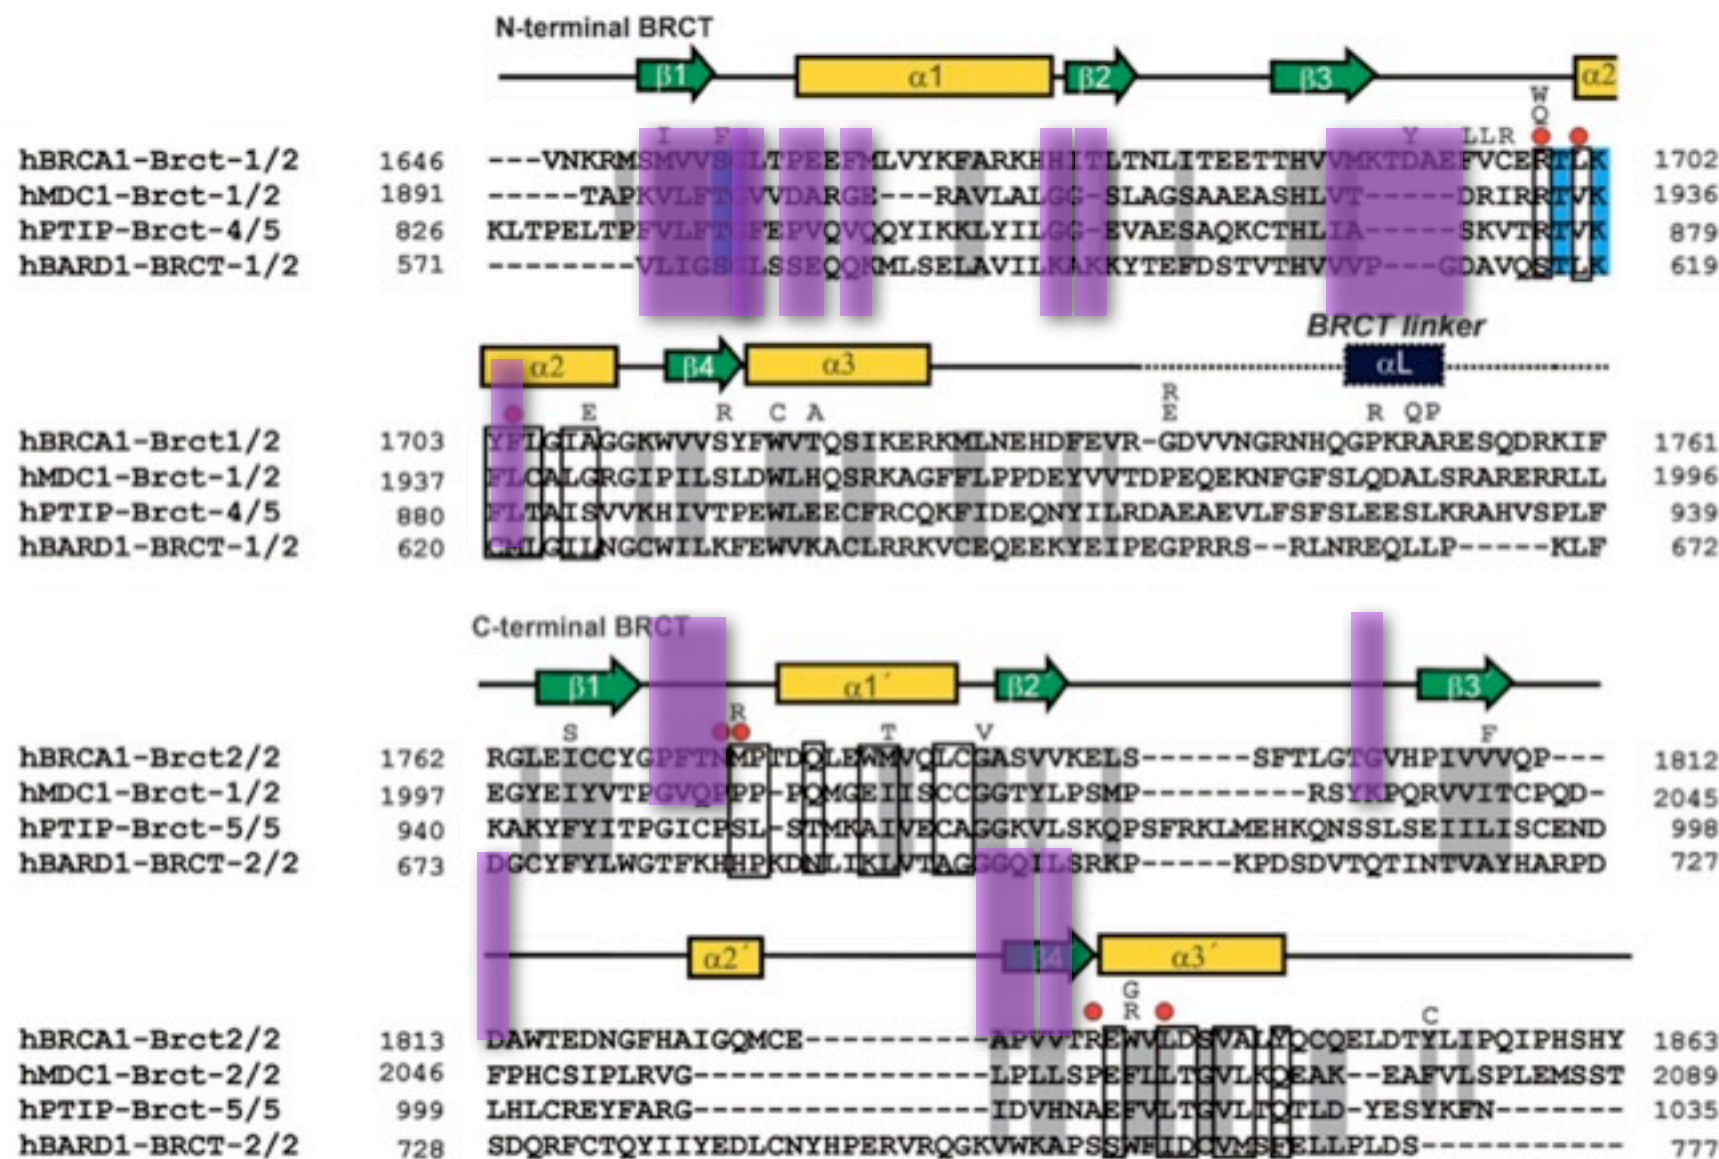 N-terminal BRCT
β1 α1 β2 β3 α2
W
I F Y LLR Q
hBRCA1-Brct-1/2 1646 ---VNKRMSMVVSGLTPEEFMLVYKFARKHHITLTNLITEETTHVVMKTDAEFVCERTLK 1702
hMDC1-Brct-1/2 1891 -----TAPKVLFTGVVDARGE---RAVLALGG-SLAGSAAEASHLVT-----DRIRRTVK 1936
hPTIP-Brct-4/5 826 KLTPELTPFVLFTGFEPVQVQQYIKKLYILGG-EVAESAQKCTHLIA-----SKVTRTVK 879
hBARD1-BRCT-1/2 571 --------VLIGSGLSSEQQKMLSELAVILKAKKYTEFDSTVTHVVVP---GDAVQSTLK 619
BRCT linker
α2 β4 α3 αL
R
E R C A E R QP
hBRCA1-Brct1/2 1703 YFLGIAGGKWVVSYFWVTQSIKERKMLNEHDFEVR-GDVVNGRNHQGPKRARESQDRKIF 1761
hMDC1-Brct-1/2 1937 FLCALGRGIPILSLDWLHQSRKAGFFLPPDEYVVTDPEQEKNFGFSLQDALSRARERRLL 1996
hPTIP-Brct-4/5 880 FLTAISVVKHIVTPEWLEECFRCQKFIDEQNYILRDAEAEVLFSFSLEESLKRAHVSPLF 939
hBARD1-BRCT-1/2 620 CMLGILNGCWILKFEWVKACLRRKVCEQEEKYEIPEGPRRS--RLNREQLLP-----KLF 672
C-terminal BRCT
β1´ α1´ β2´ β3´
R
S T V F
hBRCA1-Brct2/2 1762 RGLEICCYGPFTNMPTDQLEWMVQLCGASVVKELS------SFTLGTGVHPIVVVQP--- 1812
hMDC1-Brct-1/2 1997 EGYEIYVTPGVQPPP-PQMGEIISCCGGTYLPSMP---------RSYKPQRVVITCPQD- 2045
hPTIP-Brct-5/5 940 KAKYFYITPGICPSL-STMKAIVECAGGKVLSKQPSFRKLMEHKQNSSLSEIILISCEND 998
hBARD1-BRCT-2/2 673 DGCYFYLWGTFKHHPKDNLIKLVTAGGGQILSRKP------KPDSDVTQTINTVAYHARPD 727
α2´ β4´ α3´
G
R C
hBRCA1-Brct2/2 1813 DAWTEDNGFHAIGQMCE----------APVVTREWVLDSVALYQCQELDTYLIPQIPHSHY 1863
hMDC1-Brct-2/2 2046 FPHCSIPLRVG----------------LPLLSPEFLLTGVLKQEAK--EAFVLSPLEMSST 2089
hPTIP-Brct-5/5 999 LHLCREYFARG----------------IDVHNAEFVLTGVLTQTLD-YESYKFN------- 1035
hBARD1-BRCT-2/2 728 SDQRFCTQYIIYEDLCNYHPERVRQGKVWKAPSSWFIDCVMSFELLPLDS----------- 777